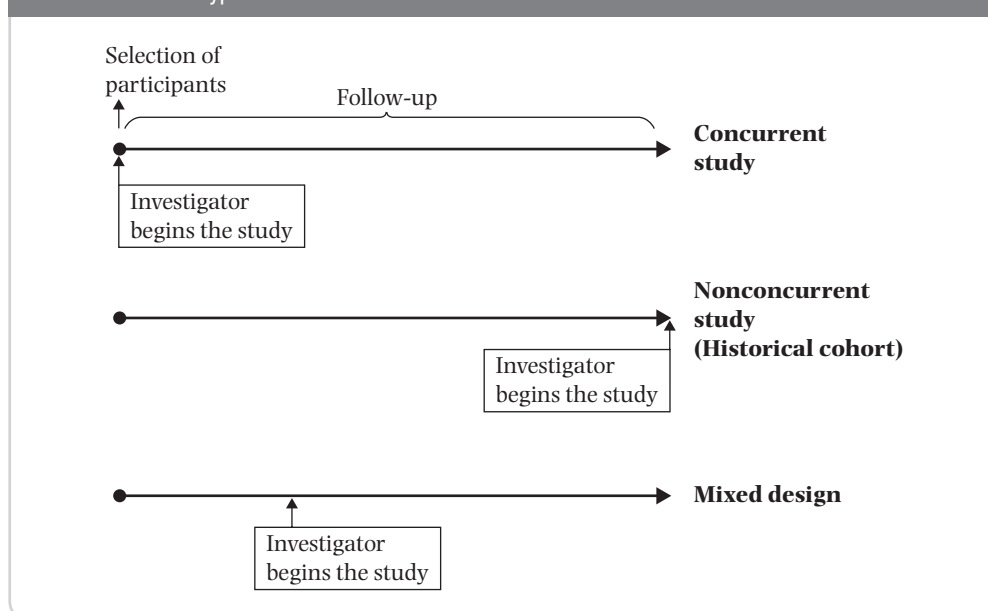 Selection of
participants
Follow-up
Concurrent
study
Investigator
begins the study
Nonconcurrent
study
(Historical cohort)
Investigator
begins the study
Mixed design
Investigator
begins the study